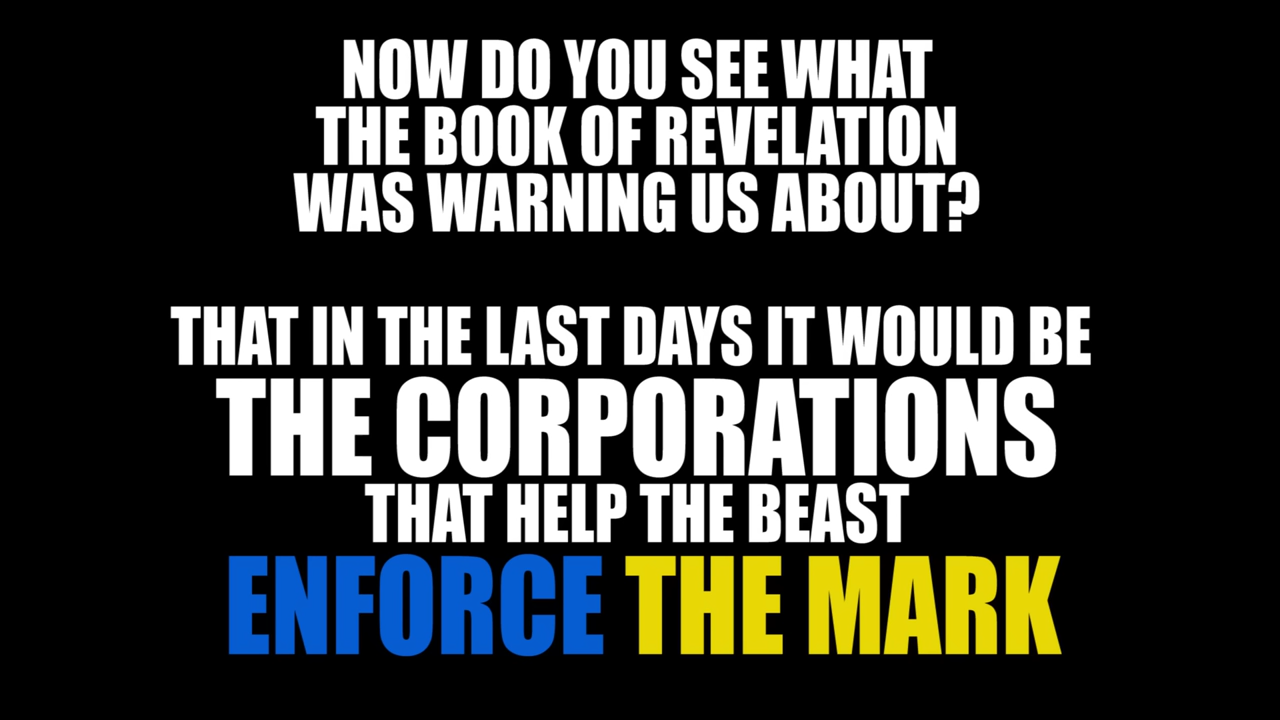 NOW DO YOU SEE WHAT
THE BOOK OF REVELATION
WAS WARNING US ABOUT?
THAT IN THE LAST DAYS IT WOULD BE
THE CORPORATIONS
THAT HELP THE BEAST
ENFORCE THE MARK